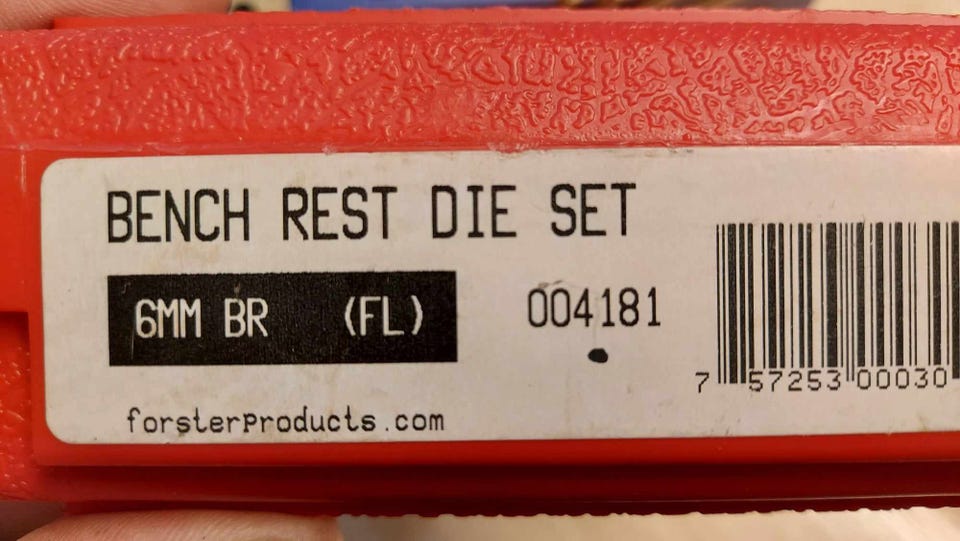 BENCH REST DIE SET
6MM BR (FL)
004181
forsterProducts.com
7 57253 00030